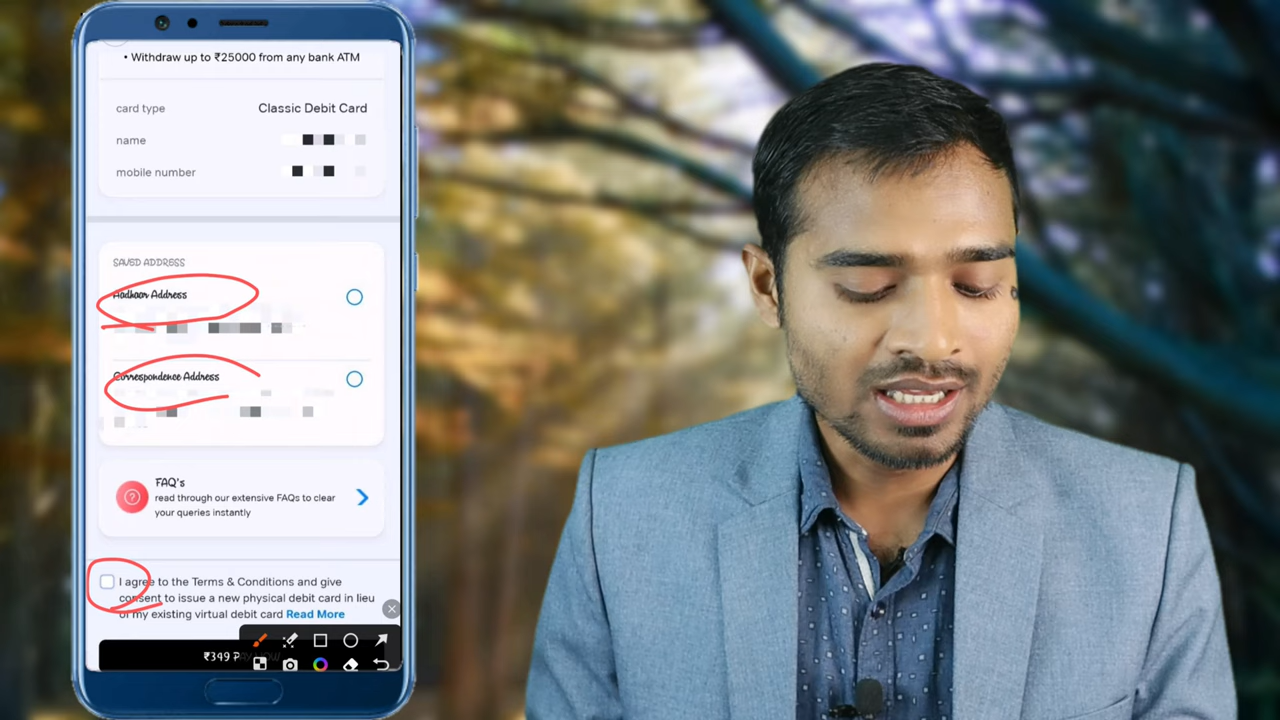 • Withdraw up to ₹25000 from any bank ATM
card type Classic Debit Card
name
mobile number
SAVED ADDRESS
Aadhaar Address
Correspondence Address
FAQ's
read through our extensive FAQs to clear
your queries instantly
I agree to the Terms & Conditions and give
consent to issue a new physical debit card in lieu
of my existing virtual debit card Read More
₹349 PAY NOW